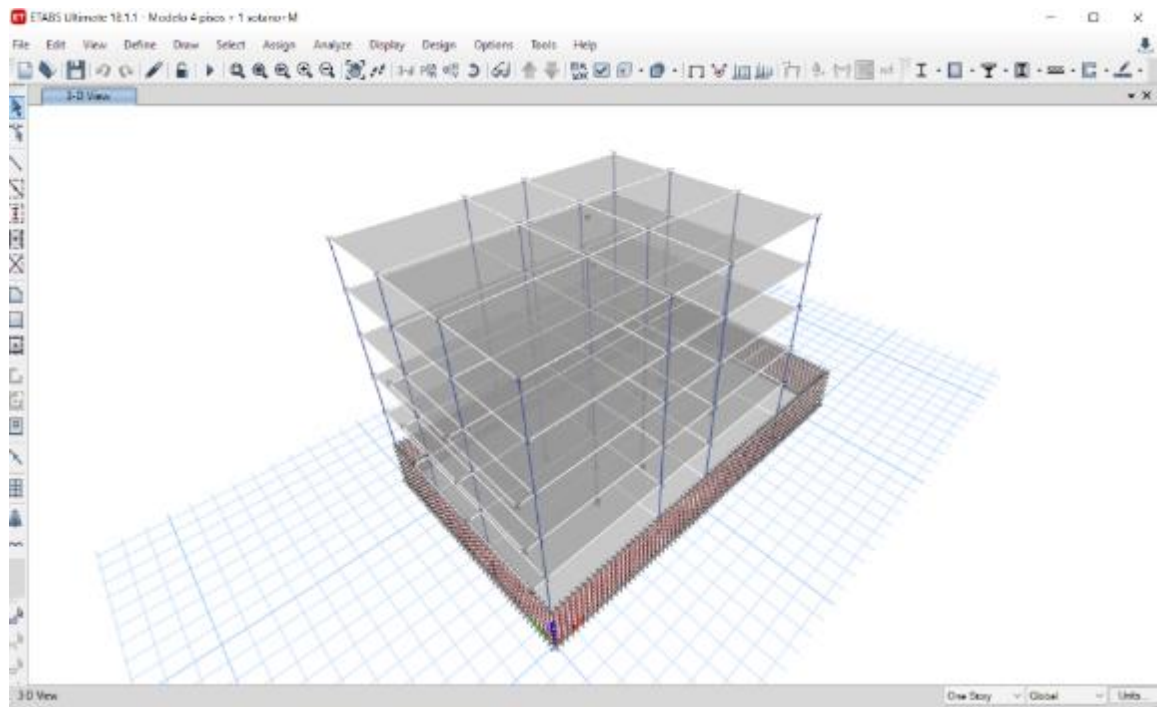 ETABS Ultimate 18.1.1 - Modelo 4 pisos + 1 sotano+M
File Edit View Define Draw Select Assign Analyze Display Design Options Tools Help
3-D View
3-D View One Story Global Units...